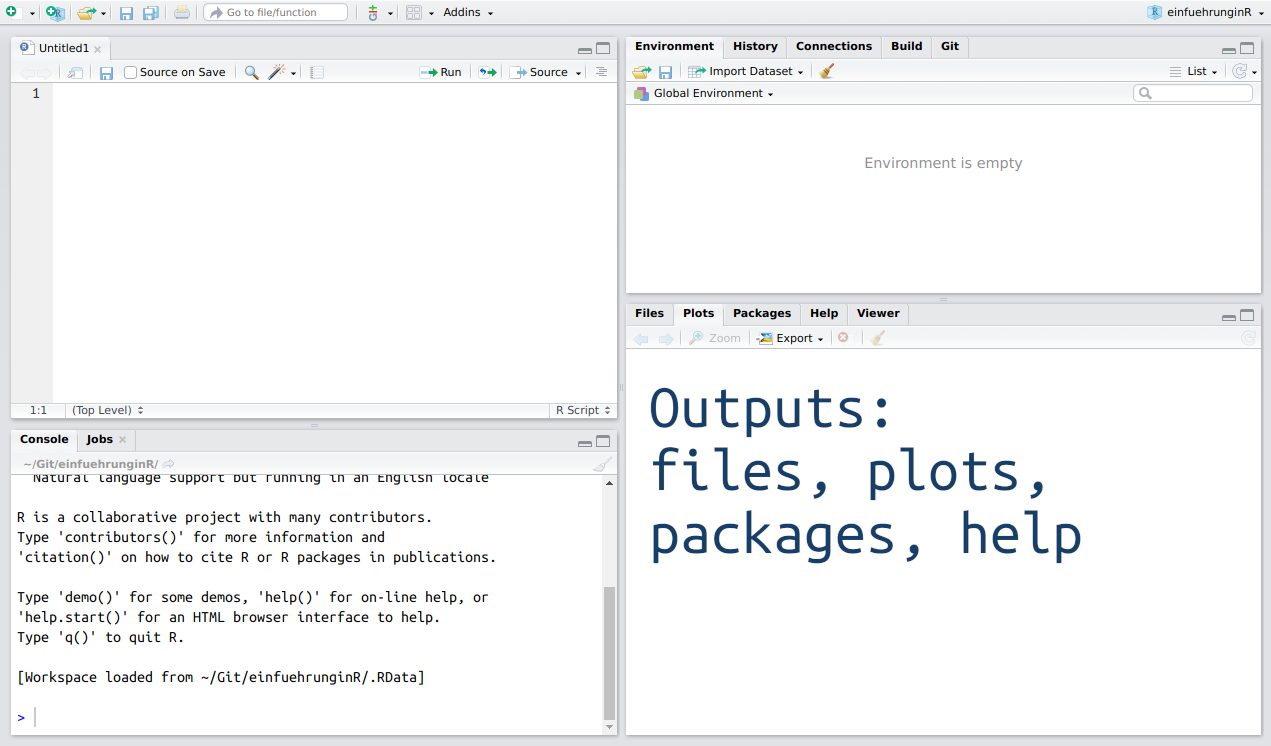 Go to file/function
Addins
einfuehrunginR
Untitled1
Source on Save
Run
Source
1
1:1
(Top Level)
R Script
Console
Jobs
~/Git/einfuehrunginR/
Natural language support but running in an English locale
R is a collaborative project with many contributors.
Type 'contributors()' for more information and
'citation()' on how to cite R or R packages in publications.
Type 'demo()' for some demos, 'help()' for on-line help, or
'help.start()' for an HTML browser interface to help.
Type 'q()' to quit R.
[Workspace loaded from ~/Git/einfuehrunginR/.RData]
>
Environment
History
Connections
Build
Git
Import Dataset
List
Global Environment
Environment is empty
Files
Plots
Packages
Help
Viewer
Zoom
Export
Outputs:
files, plots,
packages, help